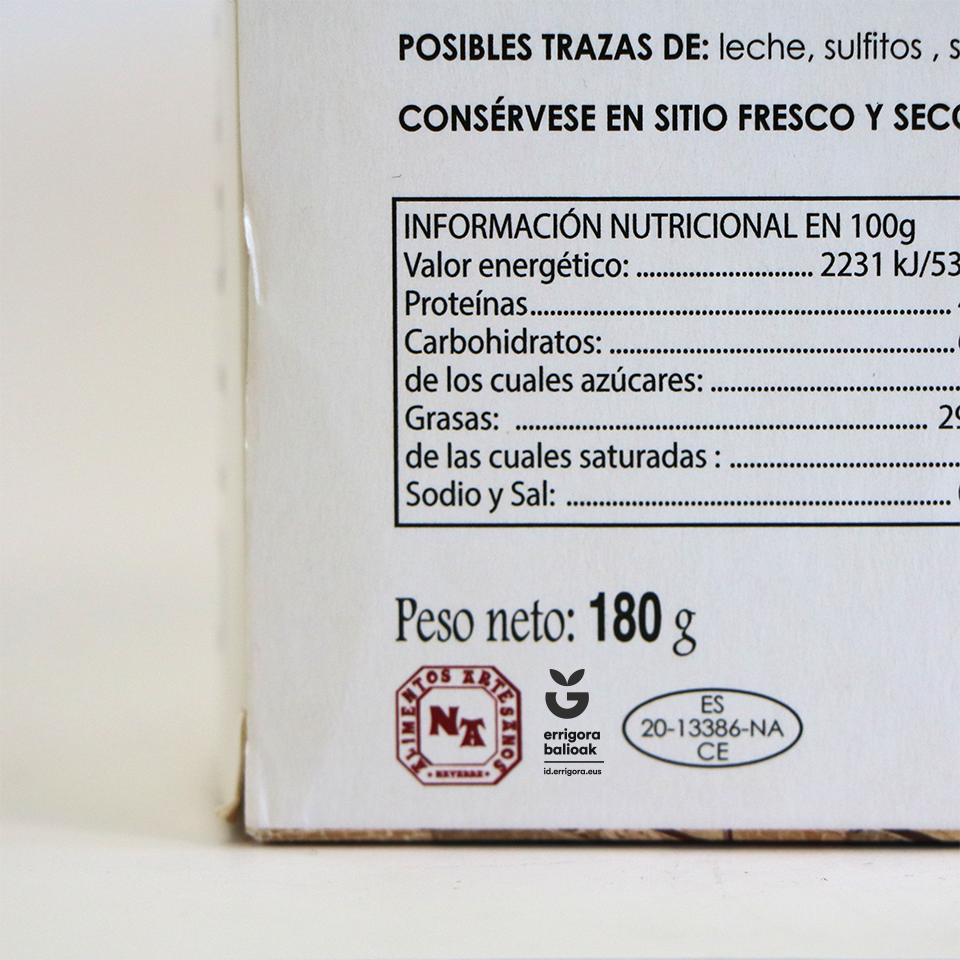 POSIBLES TRAZAS DE: leche, sulfitos , s
CONSÉRVESE EN SITIO FRESCO Y SECO
INFORMACIÓN NUTRICIONAL EN 100g
Valor energético: ........................ 2231 kJ/53
Proteínas
Carbohidratos:
de los cuales azúcares:
Grasas: ........................ 29
de las cuales saturadas :
Sodio y Sal:
Peso neto: 180 g
ALIMENTOS ARTESANOS
NA
NAVARRA
errigora
balioak
id.errigora.eus
ES
20-13386-NA
CE